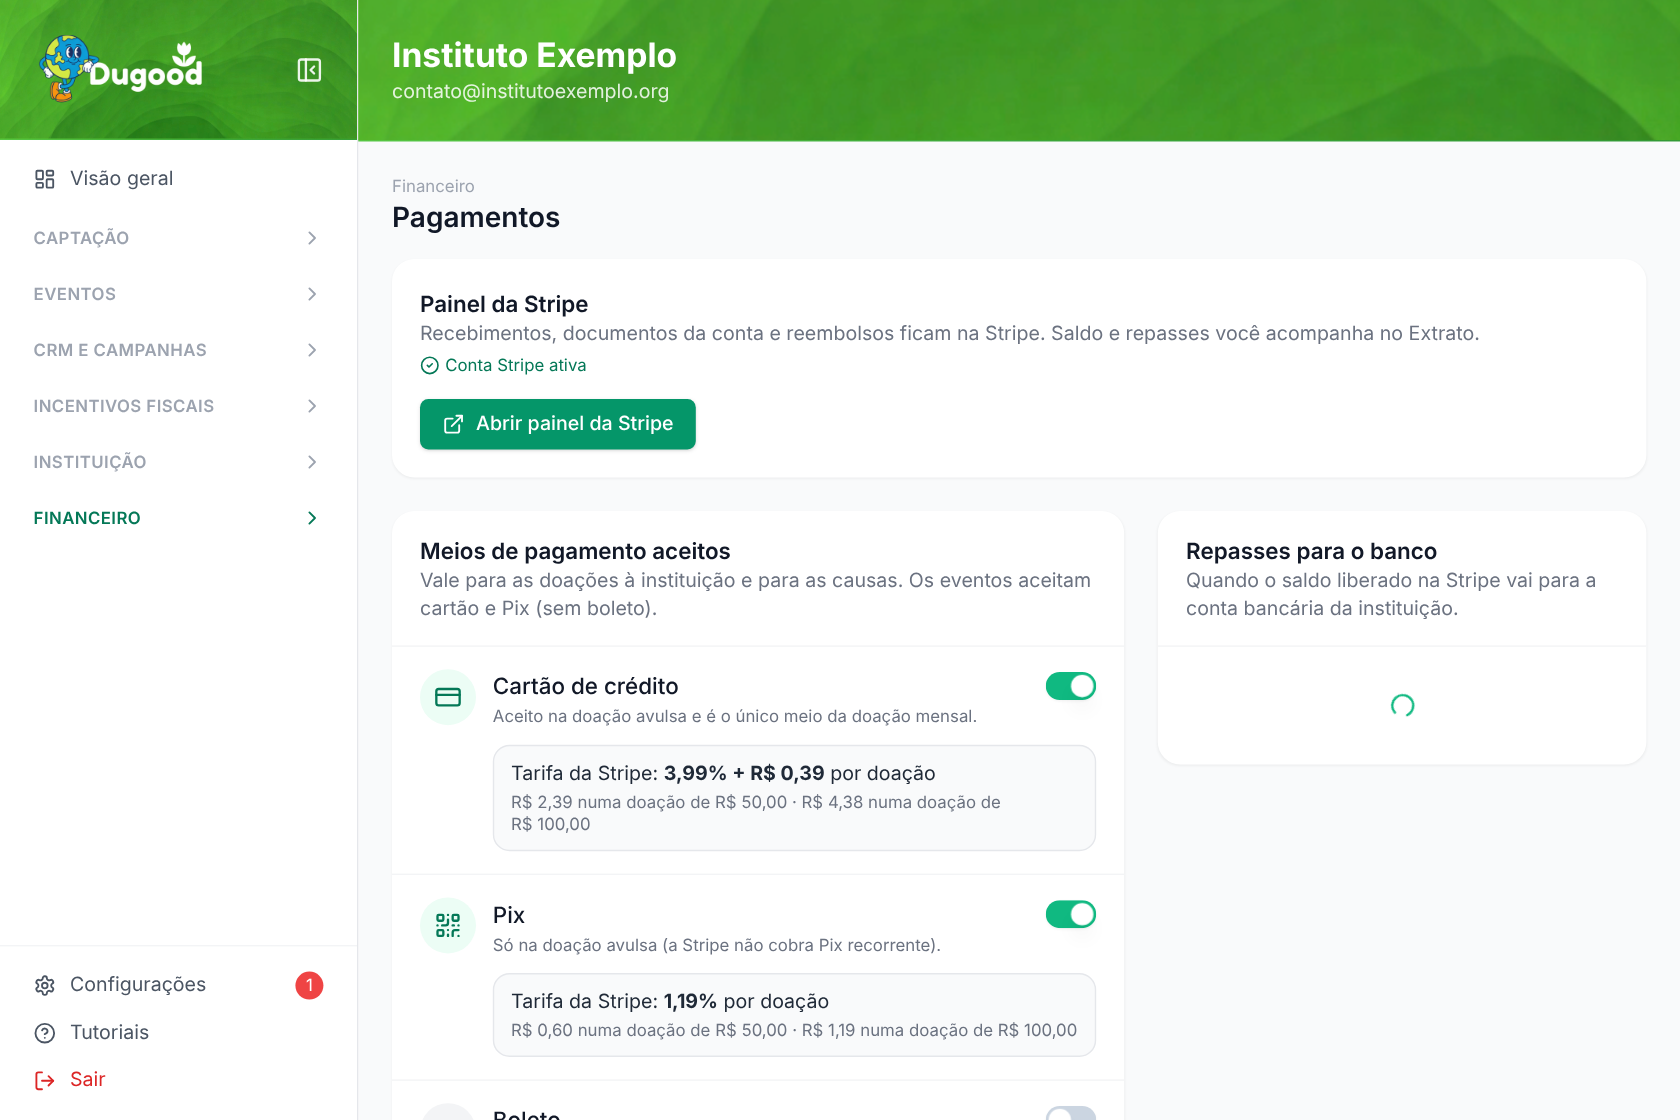 Dugood
Instituto Exemplo
contato@institutoexemplo.org
Visão geral
CAPTAÇÃO
EVENTOS
CRM E CAMPANHAS
INCENTIVOS FISCAIS
INSTITUIÇÃO
FINANCEIRO
Configurações
1
Tutoriais
Sair
Financeiro
Pagamentos
Painel da Stripe
Recebimentos, documentos da conta e reembolsos ficam na Stripe. Saldo e repasses você acompanha no Extrato.
Conta Stripe ativa
Abrir painel da Stripe
Meios de pagamento aceitos
Vale para as doações à instituição e para as causas. Os eventos aceitam
cartão e Pix (sem boleto).
Cartão de crédito
Aceito na doação avulsa e é o único meio da doação mensal.
Tarifa da Stripe: 3,99% + R$ 0,39 por doação
R$ 2,39 numa doação de R$ 50,00 · R$ 4,38 numa doação de
R$ 100,00
Pix
Só na doação avulsa (a Stripe não cobra Pix recorrente).
Tarifa da Stripe: 1,19% por doação
R$ 0,60 numa doação de R$ 50,00 · R$ 1,19 numa doação de R$ 100,00
Boleto
Repasses para o banco
Quando o saldo liberado na Stripe vai para a
conta bancária da instituição.